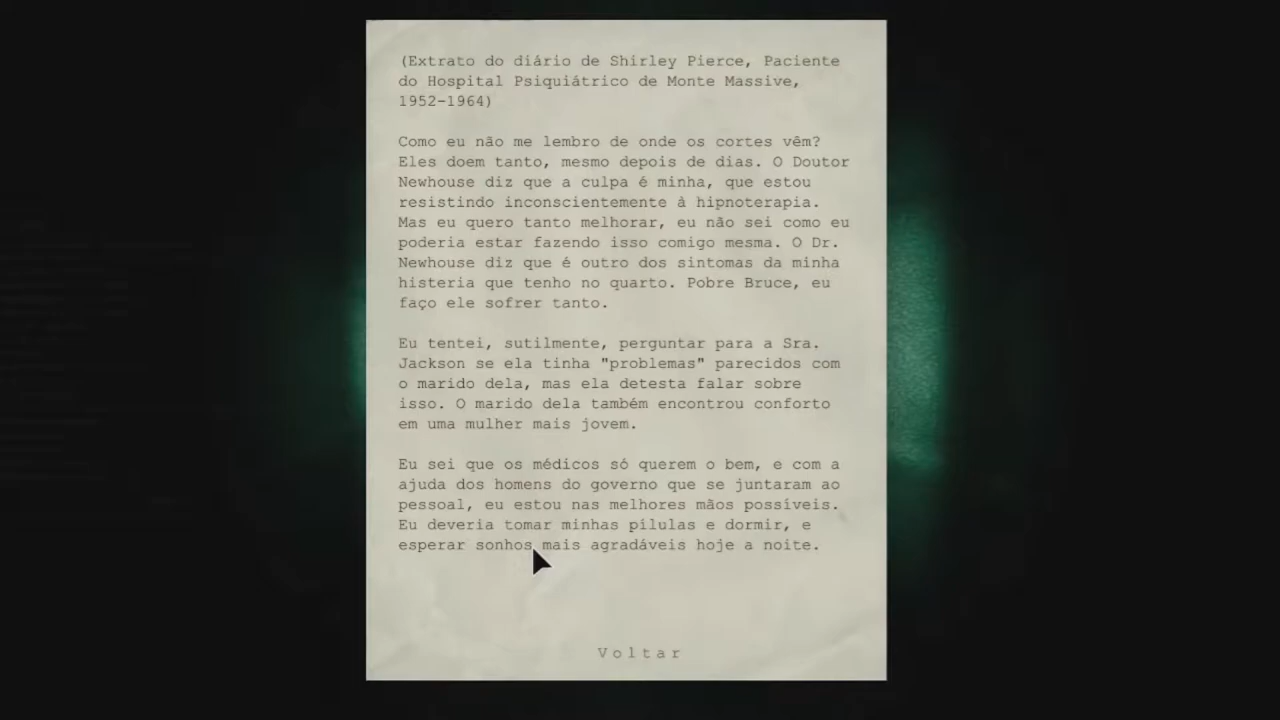 (Extrato do diário de Shirley Pierce, Paciente
do Hospital Psiquiátrico de Monte Massive,
1952-1964)
Como eu não me lembro de onde os cortes vêm?
Eles doem tanto, mesmo depois de dias. O Doutor
Newhouse diz que a culpa é minha, que estou
resistindo inconscientemente à hipnoterapia.
Mas eu quero tanto melhorar, eu não sei como eu
poderia estar fazendo isso comigo mesma. O Dr.
Newhouse diz que é outro dos sintomas da minha
histeria que tenho no quarto. Pobre Bruce, eu
faço ele sofrer tanto.
Eu tentei, sutilmente, perguntar para a Sra.
Jackson se ela tinha "problemas" parecidos com
o marido dela, mas ela detesta falar sobre
isso. O marido dela também encontrou conforto
em uma mulher mais jovem.
Eu sei que os médicos só querem o bem, e com a
ajuda dos homens do governo que se juntaram ao
pessoal, eu estou nas melhores mãos possíveis.
Eu deveria tomar minhas pílulas e dormir, e
esperar sonhos mais agradáveis hoje a noite.
Voltar